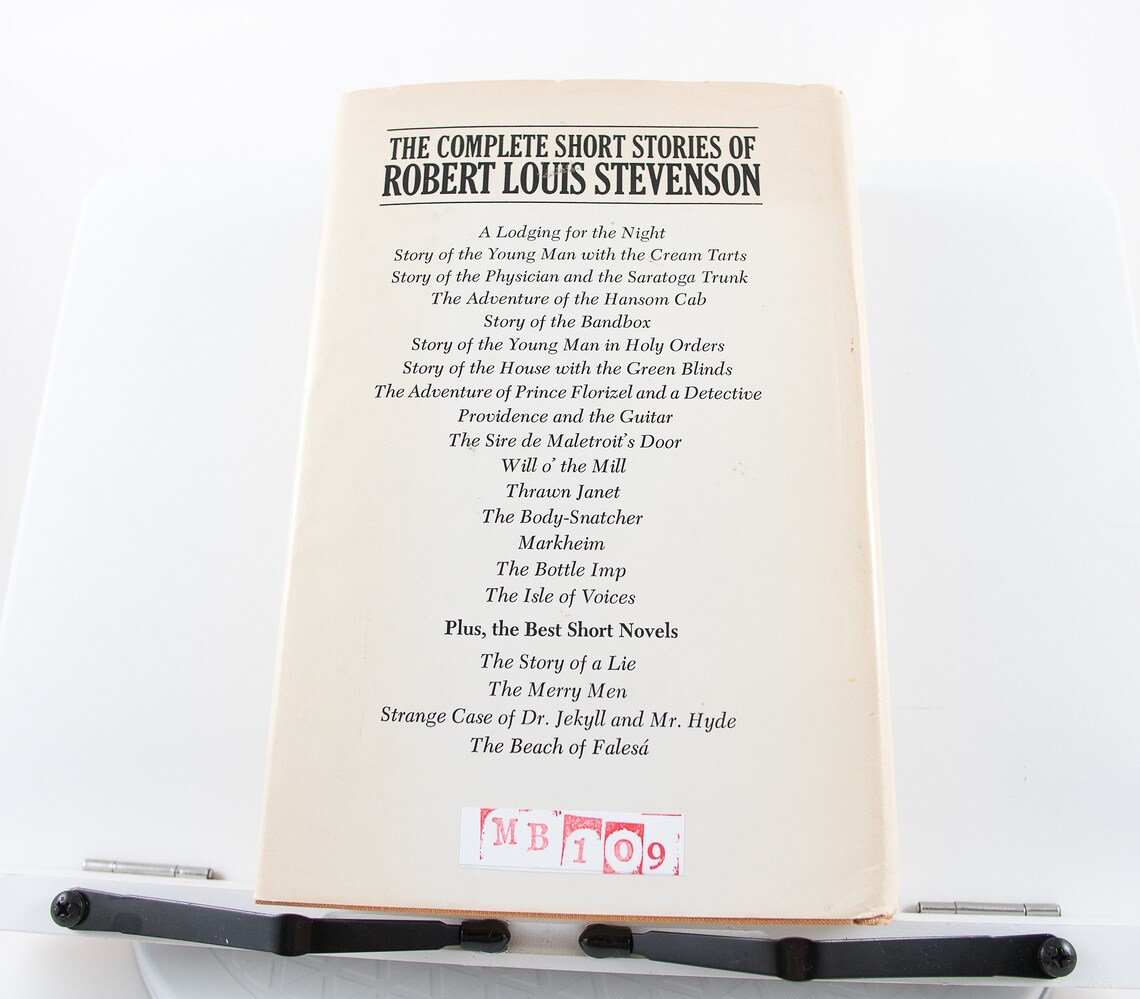 THE COMPLETE SHORT STORIES OF
ROBERT LOUIS STEVENSON
A Lodging for the Night
Story of the Young Man with the Cream Tarts
Story of the Physician and the Saratoga Trunk
The Adventure of the Hansom Cab
Story of the Bandbox
Story of the Young Man in Holy Orders
Story of the House with the Green Blinds
The Adventure of Prince Florizel and a Detective
Providence and the Guitar
The Sire de Maletroit's Door
Will o' the Mill
Thrawn Janet
The Body-Snatcher
Markheim
The Bottle Imp
The Isle of Voices
Plus, the Best Short Novels
The Story of a Lie
The Merry Men
Strange Case of Dr. Jekyll and Mr. Hyde
The Beach of Falesá
MB109